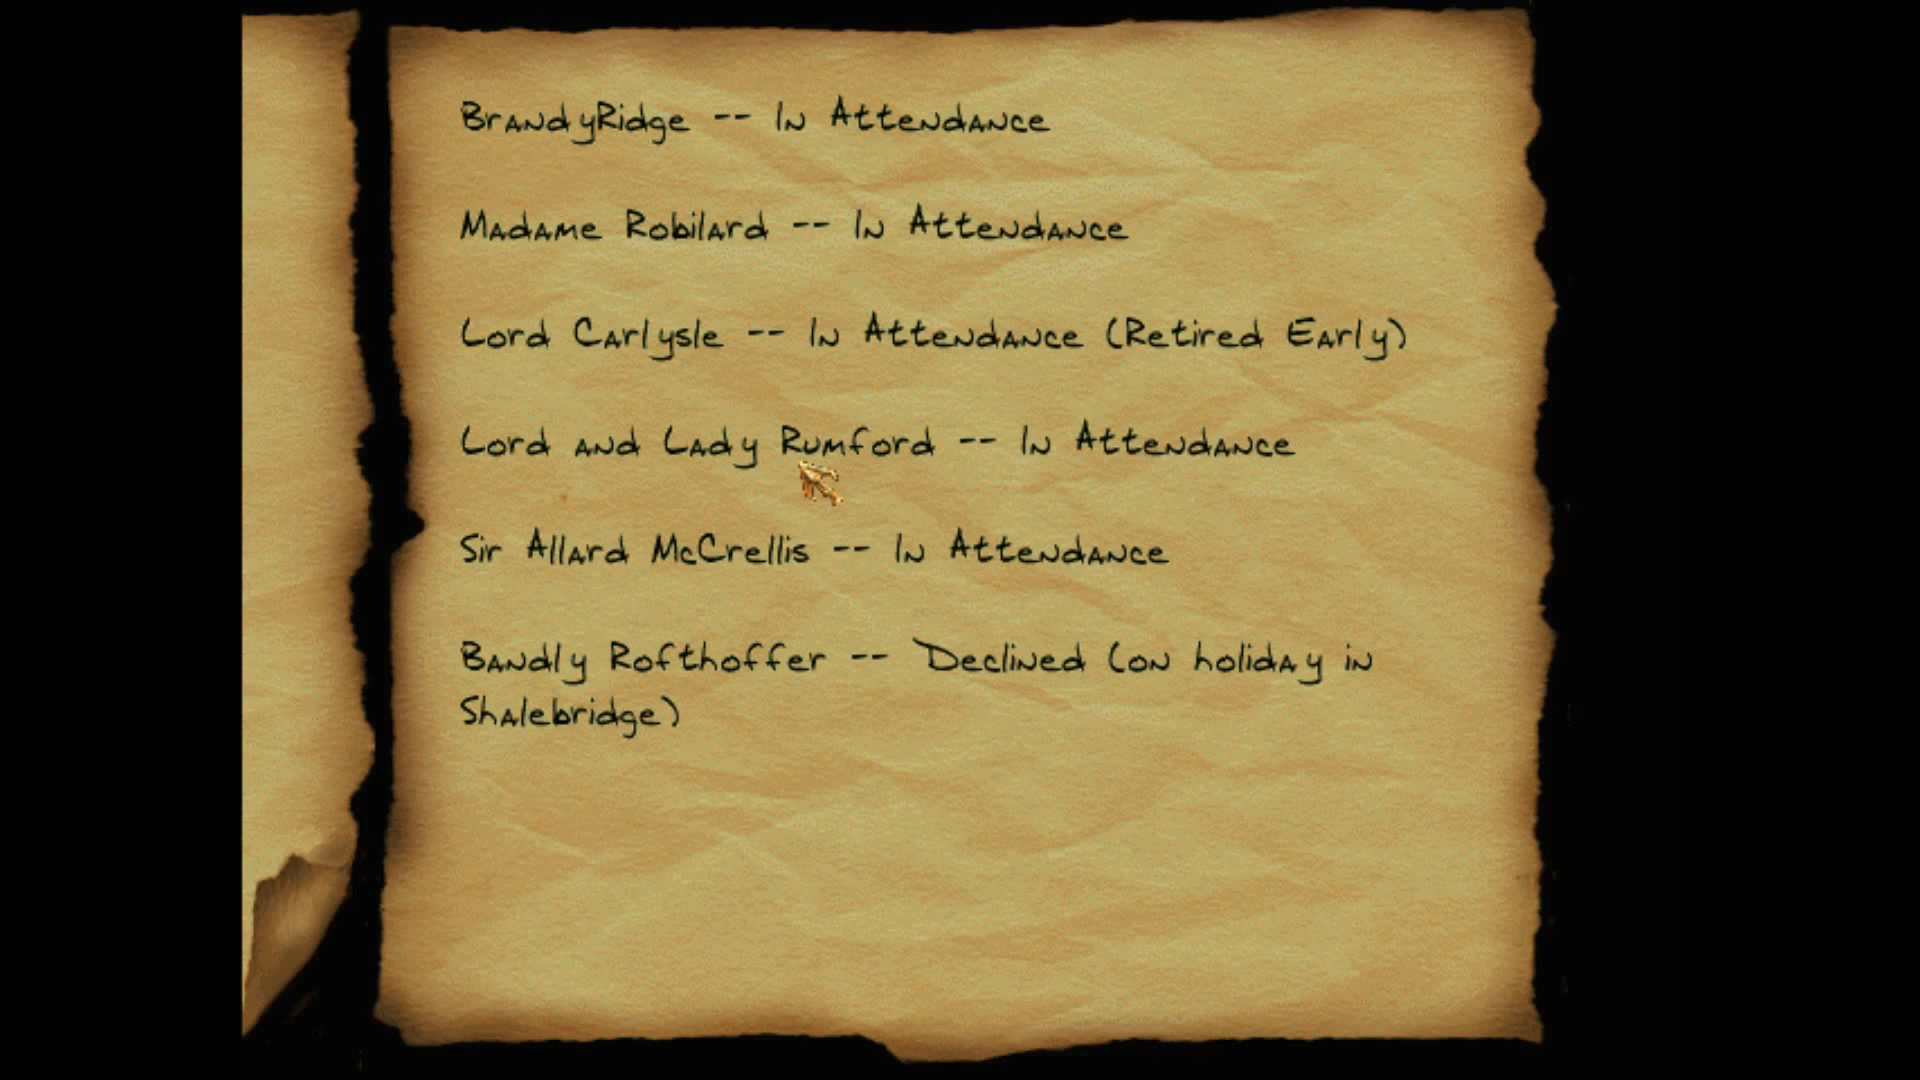 BrandyRidge -- In Attendance
Madame Robilard -- In Attendance
Lord Carlysle -- In Attendance (Retired Early)
Lord and Lady Rumford -- In Attendance
Sir Allard McCrellis -- In Attendance
Bandly Rofthoffer -- Declined (on holiday in
Shalebridge)